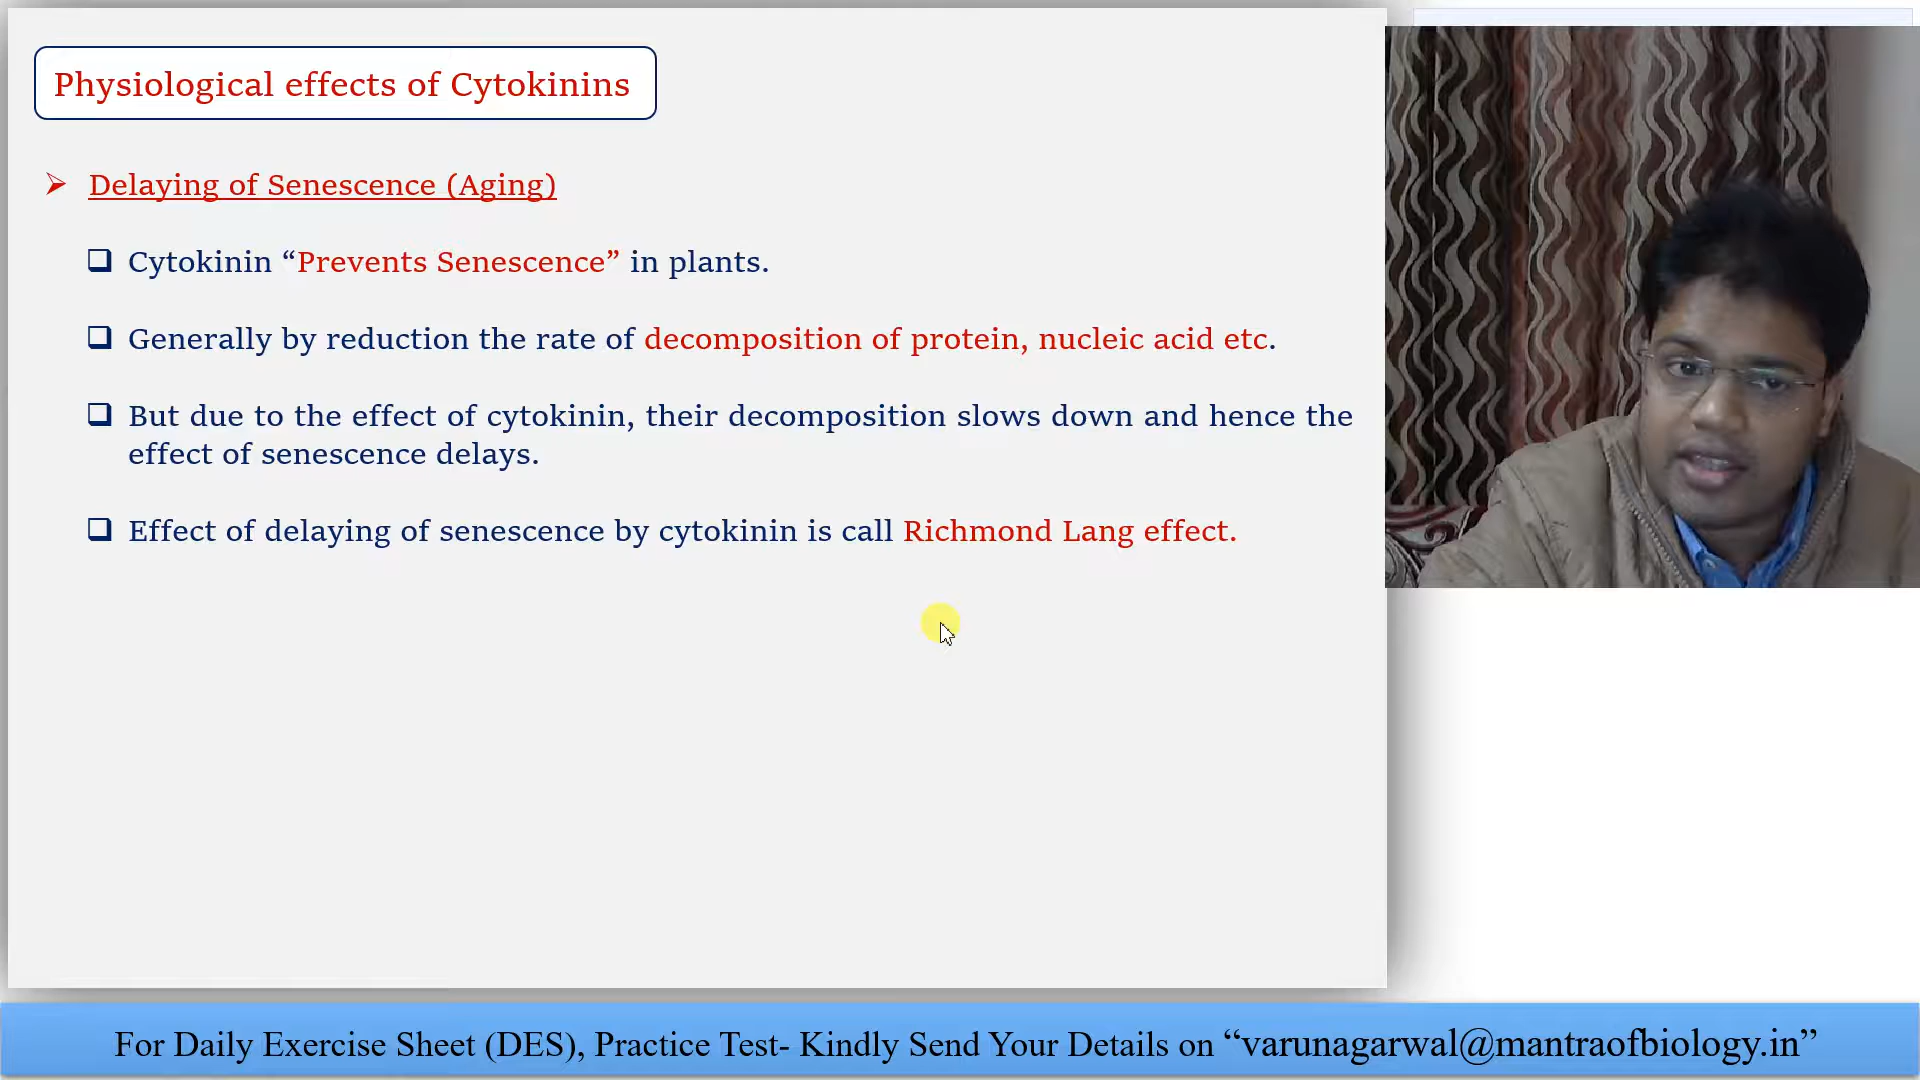 Physiological effects of Cytokinins
Delaying of Senescence (Aging)
Cytokinin “Prevents Senescence” in plants.
Generally by reduction the rate of decomposition of protein, nucleic acid etc.
But due to the effect of cytokinin, their decomposition slows down and hence the
effect of senescence delays.
Effect of delaying of senescence by cytokinin is call Richmond Lang effect.
For Daily Exercise Sheet (DES), Practice Test- Kindly Send Your Details on “varunagarwal@mantraofbiology.in”